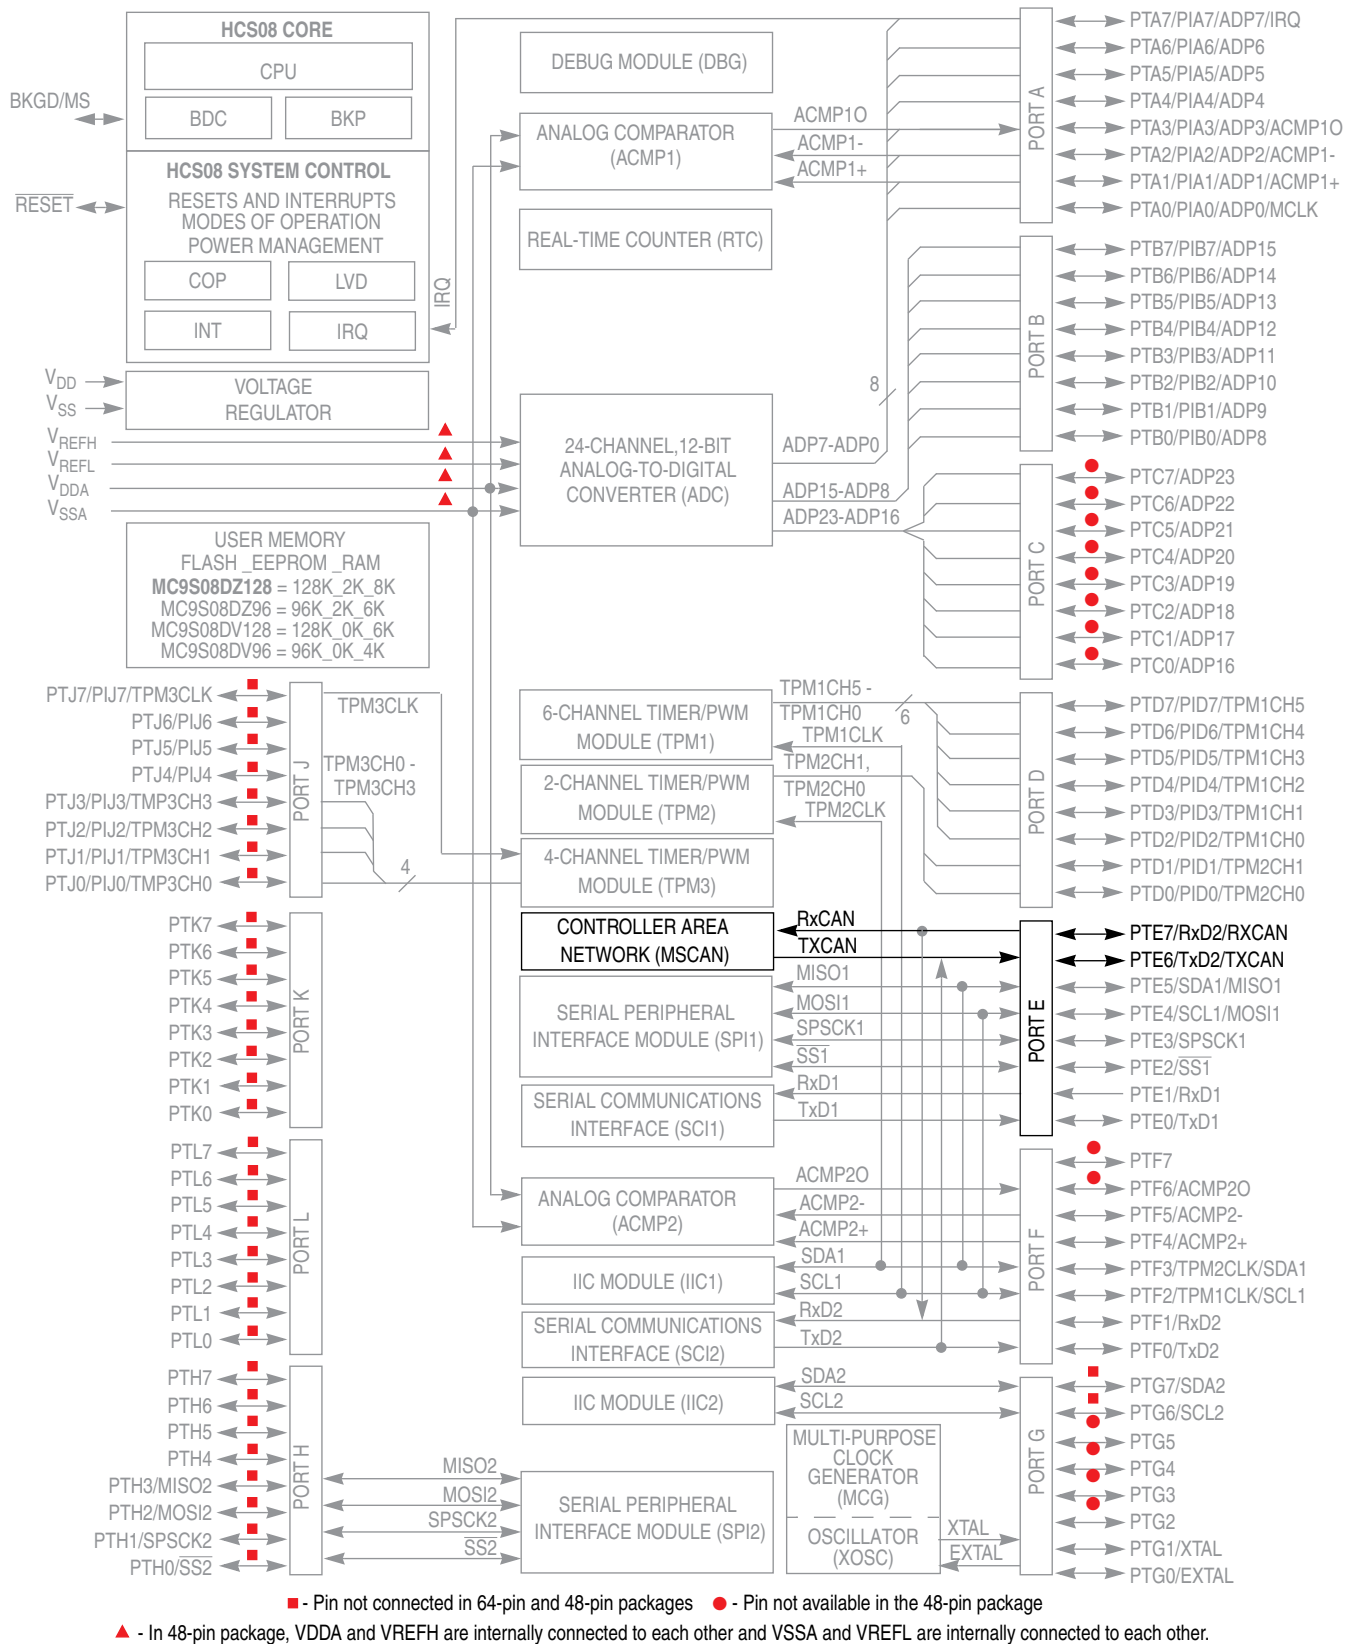 HCS08 CORE
CPU
BDC
BKP
BKGD/MS
HCS08 SYSTEM CONTROL
RESETS AND INTERRUPTS
MODES OF OPERATION
POWER MANAGEMENT
COP
LVD
INT
IRQ
RESET
IRQ
VDD
VSS
VOLTAGE
REGULATOR
VREFH
VREFL
VDDA
VSSA
USER MEMORY
FLASH _EEPROM _RAM
MC9S08DZ128 = 128K_2K_8K
MC9S08DZ96 = 96K_2K_6K
MC9S08DV128 = 128K_0K_6K
MC9S08DV96 = 96K_0K_4K
DEBUG MODULE (DBG)
ANALOG COMPARATOR
(ACMP1)
ACMP1O
ACMP1-
ACMP1+
REAL-TIME COUNTER (RTC)
24-CHANNEL,12-BIT
ANALOG-TO-DIGITAL
CONVERTER (ADC)
8
ADP7-ADP0
ADP15-ADP8
ADP23-ADP16
PORT A
PTA7/PIA7/ADP7/IRQ
PTA6/PIA6/ADP6
PTA5/PIA5/ADP5
PTA4/PIA4/ADP4
PTA3/PIA3/ADP3/ACMP1O
PTA2/PIA2/ADP2/ACMP1-
PTA1/PIA1/ADP1/ACMP1+
PTA0/PIA0/ADP0/MCLK
PORT B
PTB7/PIB7/ADP15
PTB6/PIB6/ADP14
PTB5/PIB5/ADP13
PTB4/PIB4/ADP12
PTB3/PIB3/ADP11
PTB2/PIB2/ADP10
PTB1/PIB1/ADP9
PTB0/PIB0/ADP8
PORT C
PTC7/ADP23
PTC6/ADP22
PTC5/ADP21
PTC4/ADP20
PTC3/ADP19
PTC2/ADP18
PTC1/ADP17
PTC0/ADP16
PTJ7/PIJ7/TPM3CLK
PTJ6/PIJ6
PTJ5/PIJ5
PTJ4/PIJ4
PTJ3/PIJ3/TMP3CH3
PTJ2/PIJ2/TPM3CH2
PTJ1/PIJ1/TPM3CH1
PTJ0/PIJ0/TMP3CH0
PORT J
TPM3CLK
TPM3CH0 -
TPM3CH3
4
6-CHANNEL TIMER/PWM
MODULE (TPM1)
TPM1CH5 -
TPM1CH0
6
TPM1CLK
2-CHANNEL TIMER/PWM
MODULE (TPM2)
TPM2CH1,
TPM2CH0
TPM2CLK
4-CHANNEL TIMER/PWM
MODULE (TPM3)
PORT D
PTD7/PID7/TPM1CH5
PTD6/PID6/TPM1CH4
PTD5/PID5/TPM1CH3
PTD4/PID4/TPM1CH2
PTD3/PID3/TPM1CH1
PTD2/PID2/TPM1CH0
PTD1/PID1/TPM2CH1
PTD0/PID0/TPM2CH0
PTK7
PTK6
PTK5
PTK4
PTK3
PTK2
PTK1
PTK0
PORT K
CONTROLLER AREA
NETWORK (MSCAN)
RxCAN
TXCAN
SERIAL PERIPHERAL
INTERFACE MODULE (SPI1)
MISO1
MOSI1
SPSCK1
SS1
SERIAL COMMUNICATIONS
INTERFACE (SCI1)
RxD1
TxD1
PORT E
PTE7/RxD2/RXCAN
PTE6/TxD2/TXCAN
PTE5/SDA1/MISO1
PTE4/SCL1/MOSI1
PTE3/SPSCK1
PTE2/SS1
PTE1/RxD1
PTE0/TxD1
PTL7
PTL6
PTL5
PTL4
PTL3
PTL2
PTL1
PTL0
PORT L
ANALOG COMPARATOR
(ACMP2)
ACMP2O
ACMP2-
ACMP2+
IIC MODULE (IIC1)
SDA1
SCL1
SERIAL COMMUNICATIONS
INTERFACE (SCI2)
RxD2
TxD2
PORT F
PTF7
PTF6/ACMP2O
PTF5/ACMP2-
PTF4/ACMP2+
PTF3/TPM2CLK/SDA1
PTF2/TPM1CLK/SCL1
PTF1/RxD2
PTF0/TxD2
PTH7
PTH6
PTH5
PTH4
PTH3/MISO2
PTH2/MOSI2
PTH1/SPSCK2
PTH0/SS2
PORT H
MISO2
MOSI2
SPSCK2
SS2
IIC MODULE (IIC2)
SDA2
SCL2
SERIAL PERIPHERAL
INTERFACE MODULE (SPI2)
MULTI-PURPOSE
CLOCK
GENERATOR
(MCG)
OSCILLATOR
(XOSC)
XTAL
EXTAL
PORT G
PTG7/SDA2
PTG6/SCL2
PTG5
PTG4
PTG3
PTG2
PTG1/XTAL
PTG0/EXTAL
- Pin not connected in 64-pin and 48-pin packages - Pin not available in the 48-pin package
- In 48-pin package, VDDA and VREFH are internally connected to each other and VSSA and VREFL are internally connected to each other.